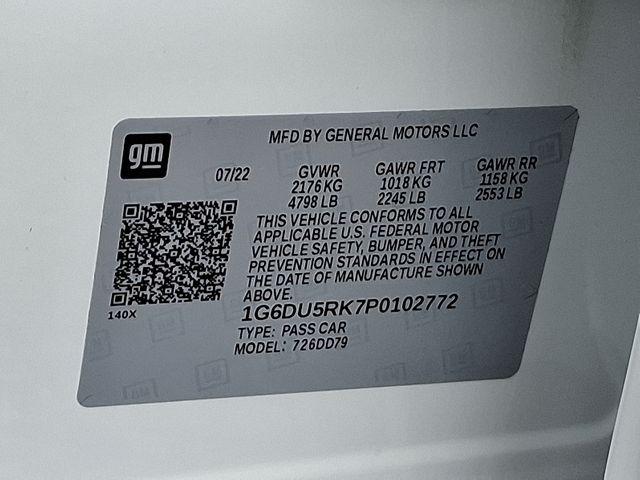 gm
MFD BY GENERAL MOTORS LLC
07/22 GVWR GAWR FRT GAWR RR
2176 KG 1018 KG 1158 KG
4798 LB 2245 LB 2553 LB
THIS VEHICLE CONFORMS TO ALL
APPLICABLE U.S. FEDERAL MOTOR
VEHICLE SAFETY, BUMPER, AND THEFT
PREVENTION STANDARDS IN EFFECT ON
THE DATE OF MANUFACTURE SHOWN
ABOVE.
140X
1G6DU5RK7P0102772
TYPE: PASS CAR
MODEL: 726DD79